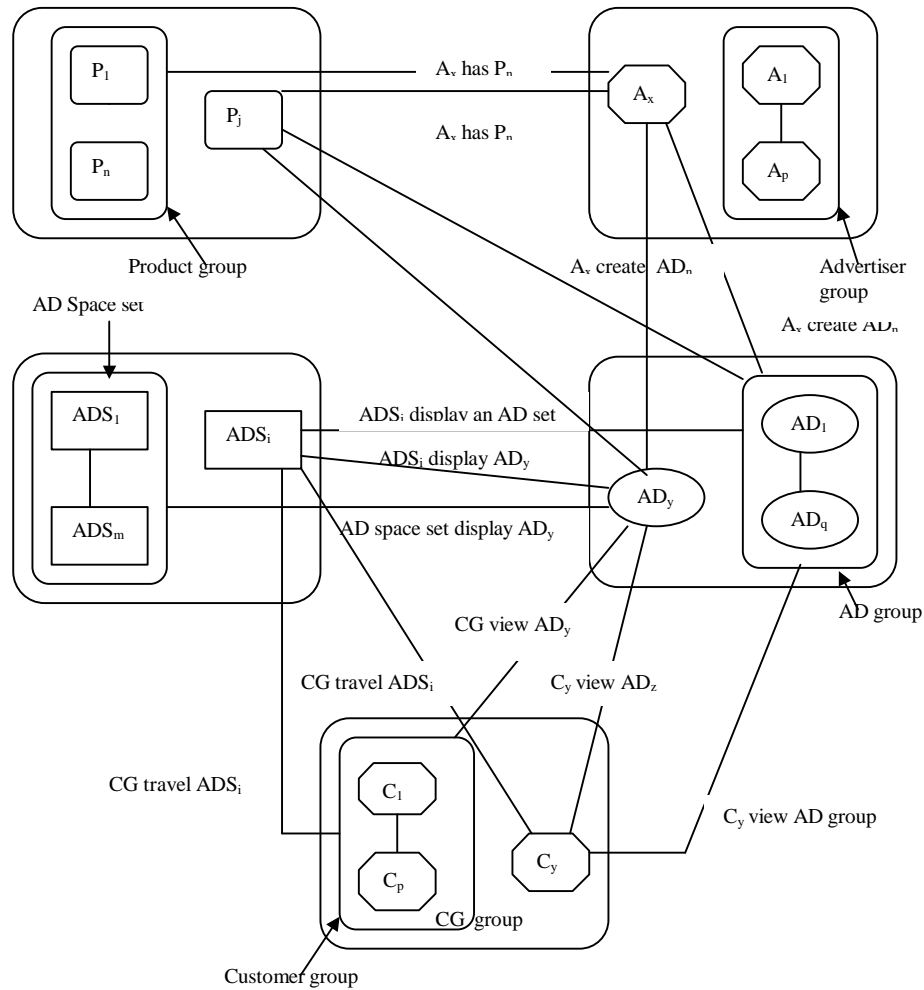 P1
Pn
Pj
Ax has Pn
Ax has Pn
Ax
A1
Ap
Product group
Ax create ADn
Advertiser
group
AD Space set
Ax create ADn
ADS1
ADSm
ADSi
ADSi display an AD set
ADSi display ADy
AD space set display ADy
ADy
AD1
ADq
AD group
CG view ADy
CG travel ADSi
Cy view ADz
CG travel ADSi
Cy view AD group
C1
Cp
Cy
CG group
Customer group